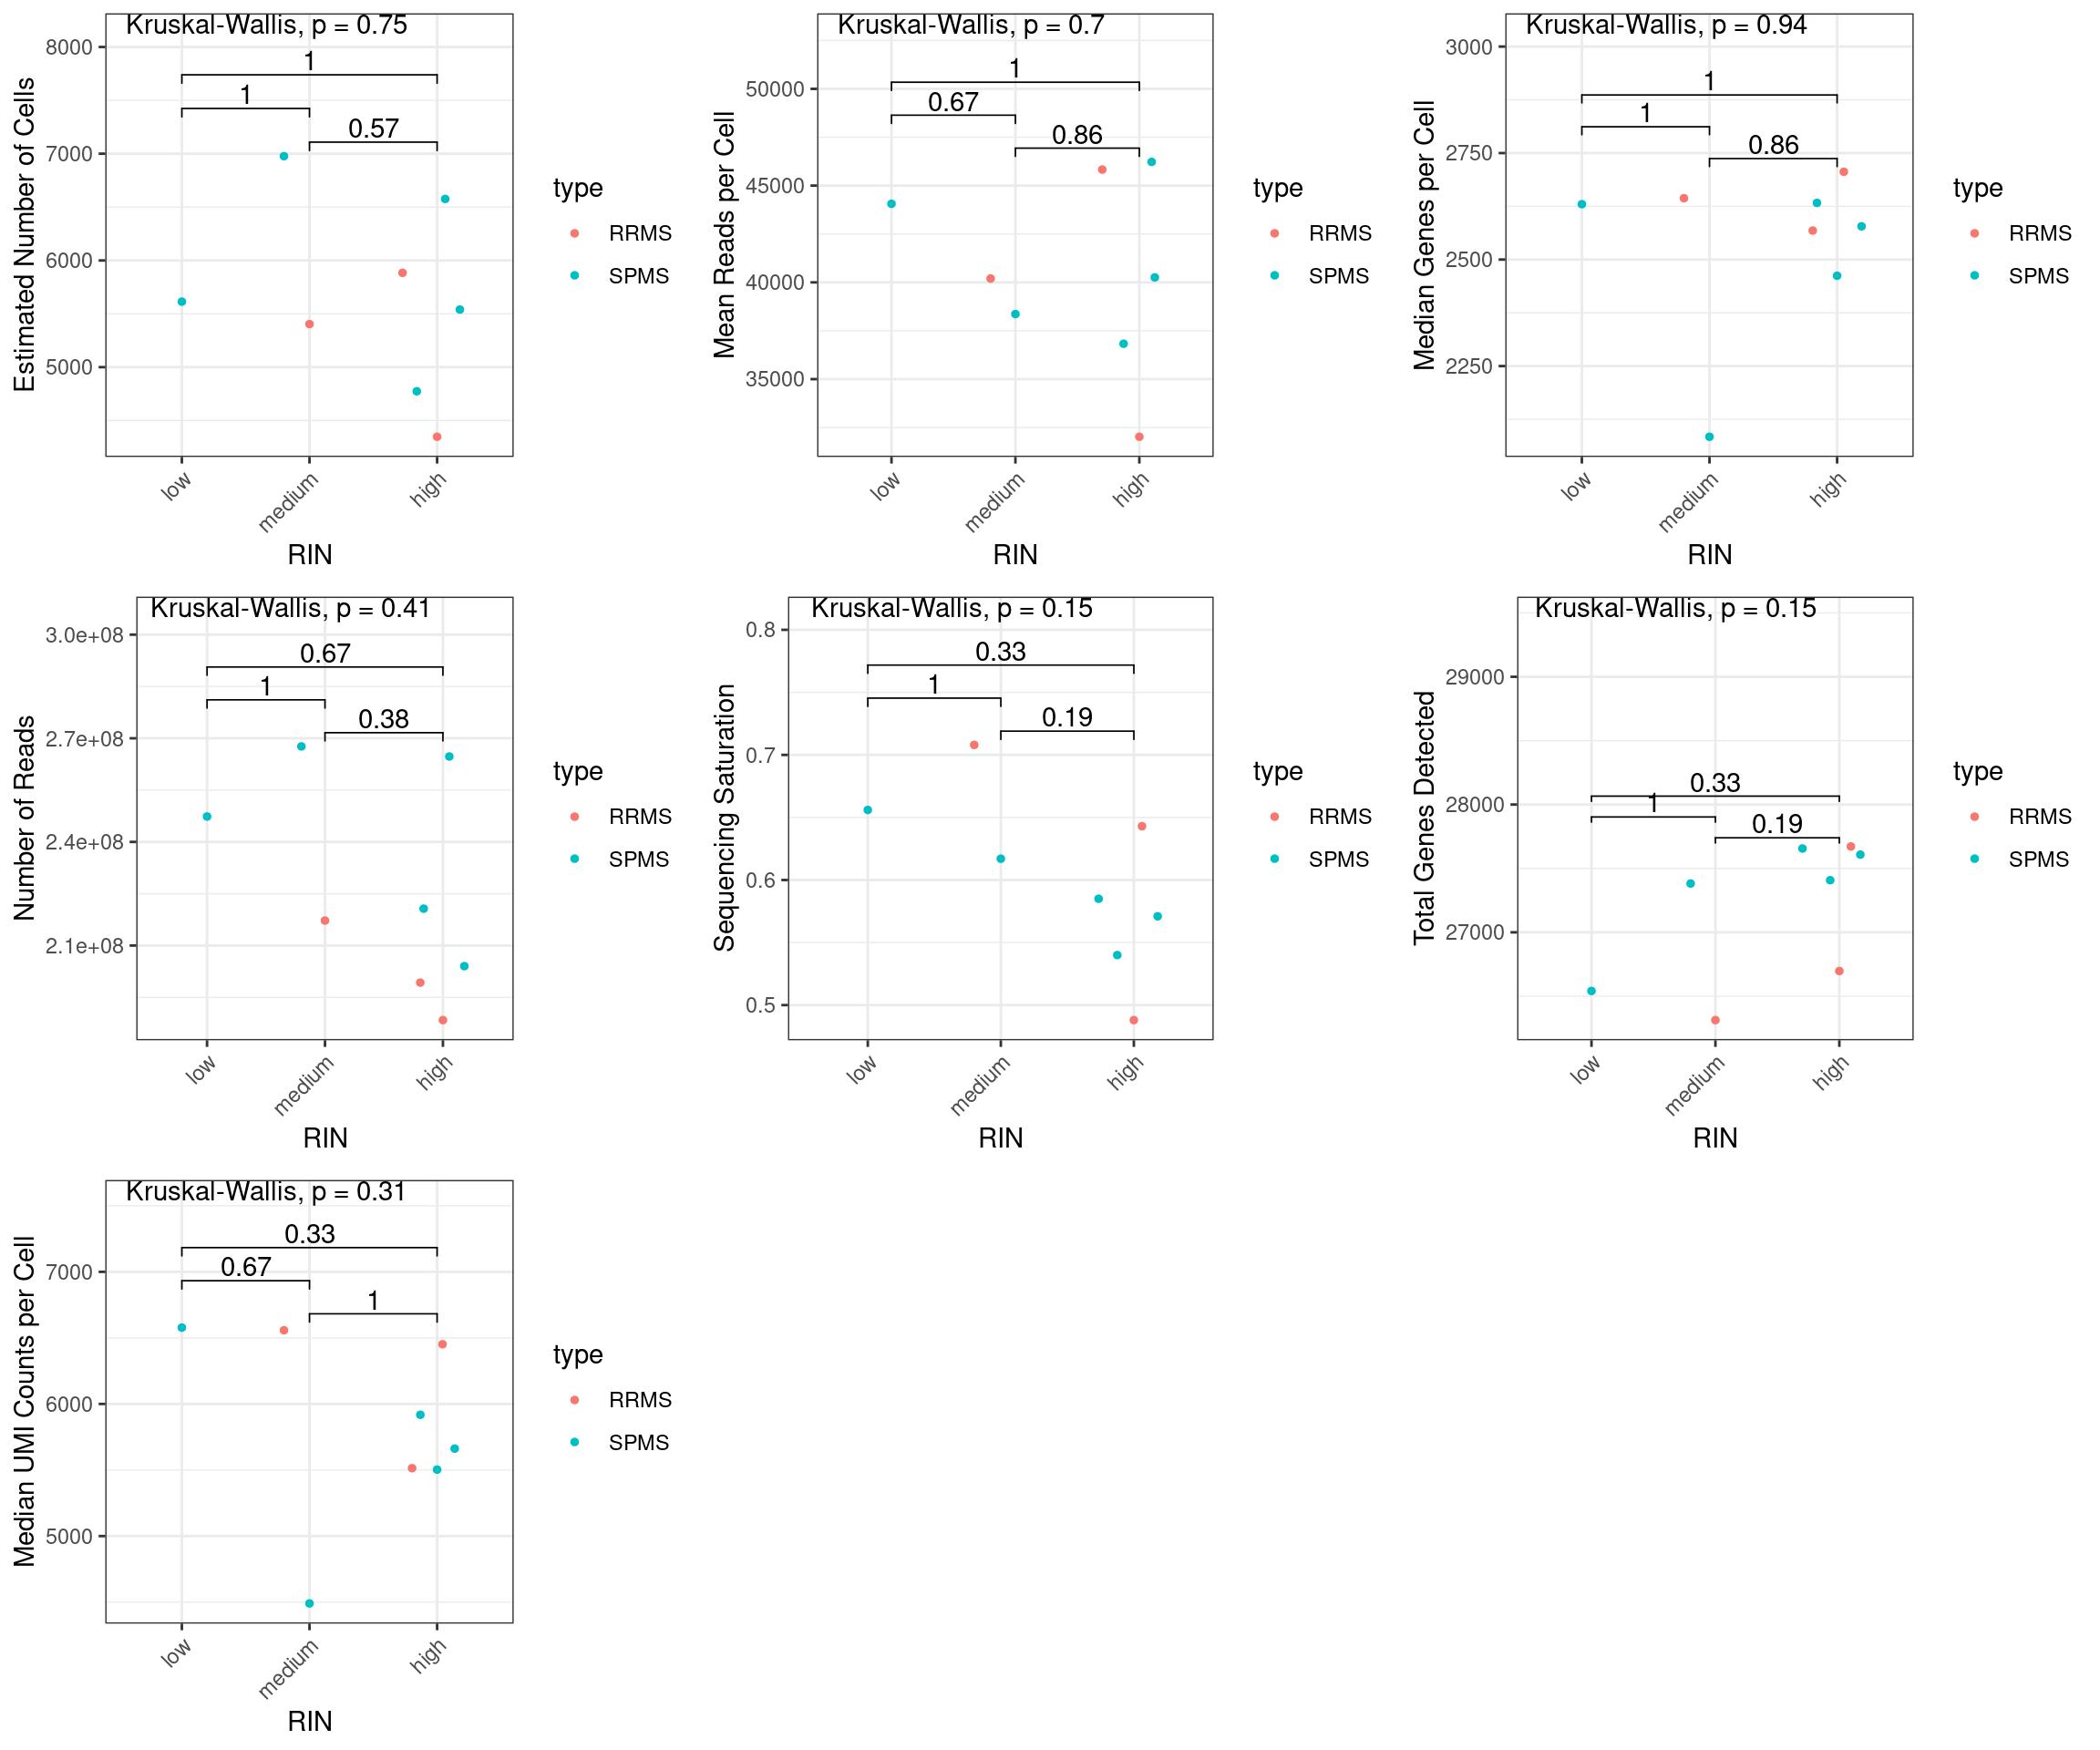 Kruskal-Wallis, p = 0.75
8000
7000
6000
5000
1
1
0.57
Estimated Number of Cells
low
medium
high
RIN
type
RRMS
SPMS
Kruskal-Wallis, p = 0.7
50000
45000
40000
35000
1
0.67
0.86
Mean Reads per Cell
low
medium
high
RIN
type
RRMS
SPMS
Kruskal-Wallis, p = 0.94
3000
2750
2500
2250
1
1
0.86
Median Genes per Cell
low
medium
high
RIN
type
RRMS
SPMS
Kruskal-Wallis, p = 0.41
3.0e+08
2.7e+08
2.4e+08
2.1e+08
0.67
1
0.38
Number of Reads
low
medium
high
RIN
type
RRMS
SPMS
Kruskal-Wallis, p = 0.15
0.8
0.7
0.6
0.5
0.33
1
0.19
Sequencing Saturation
low
medium
high
RIN
type
RRMS
SPMS
Kruskal-Wallis, p = 0.15
29000
28000
27000
0.33
1
0.19
Total Genes Detected
low
medium
high
RIN
type
RRMS
SPMS
Kruskal-Wallis, p = 0.31
7000
6000
5000
0.33
0.67
1
Median UMI Counts per Cell
low
medium
high
RIN
type
RRMS
SPMS